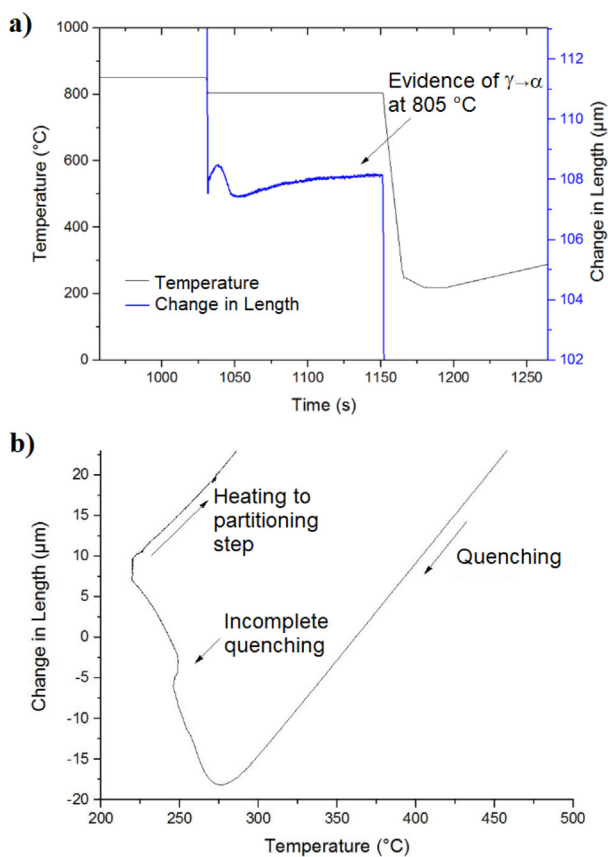 a)
1000
800
600
400
200
0
Temperature (°C)
112
110
108
106
104
102
Change in Length (µm)
Evidence of γ→α
at 805 °C
Temperature
Change in Length
1000
1050
1100
1150
1200
1250
Time (s)
b)
20
15
10
5
0
-5
-10
-15
-20
Change in Length (µm)
Heating to
partitioning
step
Quenching
Incomplete
quenching
200
250
300
350
400
450
500
Temperature (°C)